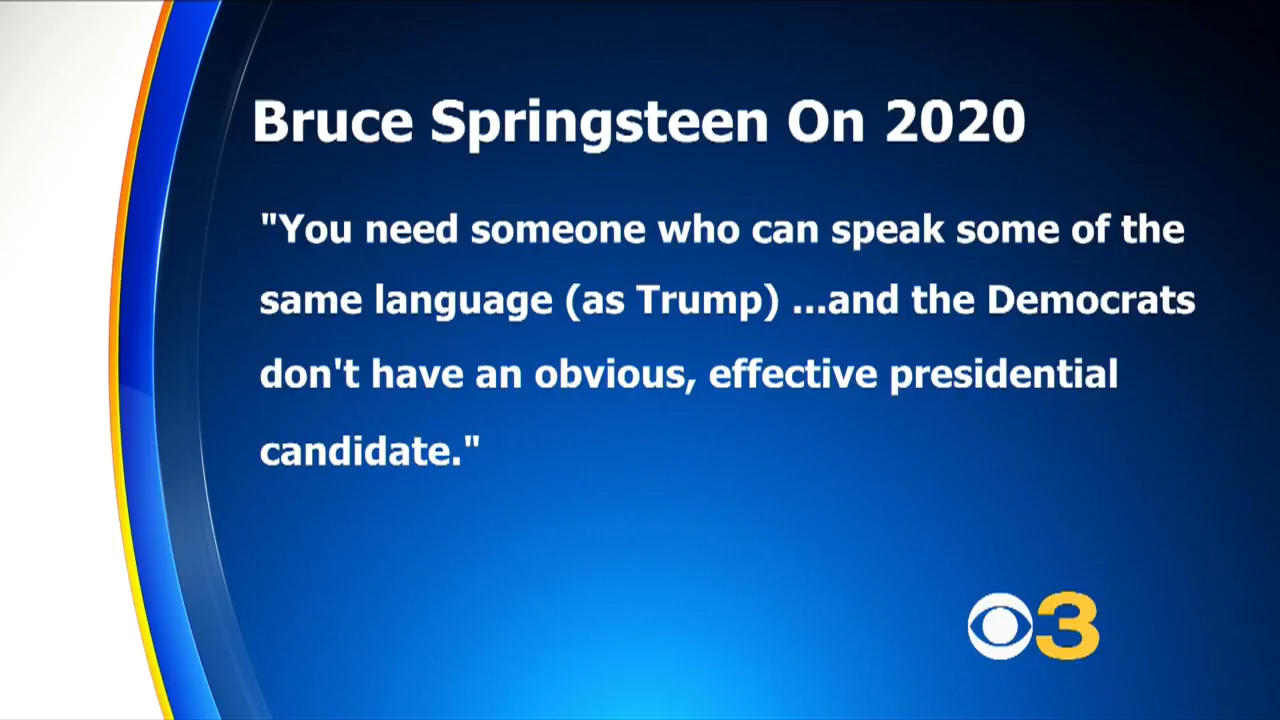 Bruce Springsteen On 2020
"You need someone who can speak some of the
same language (as Trump) ...and the Democrats
don't have an obvious, effective presidential
candidate."
3